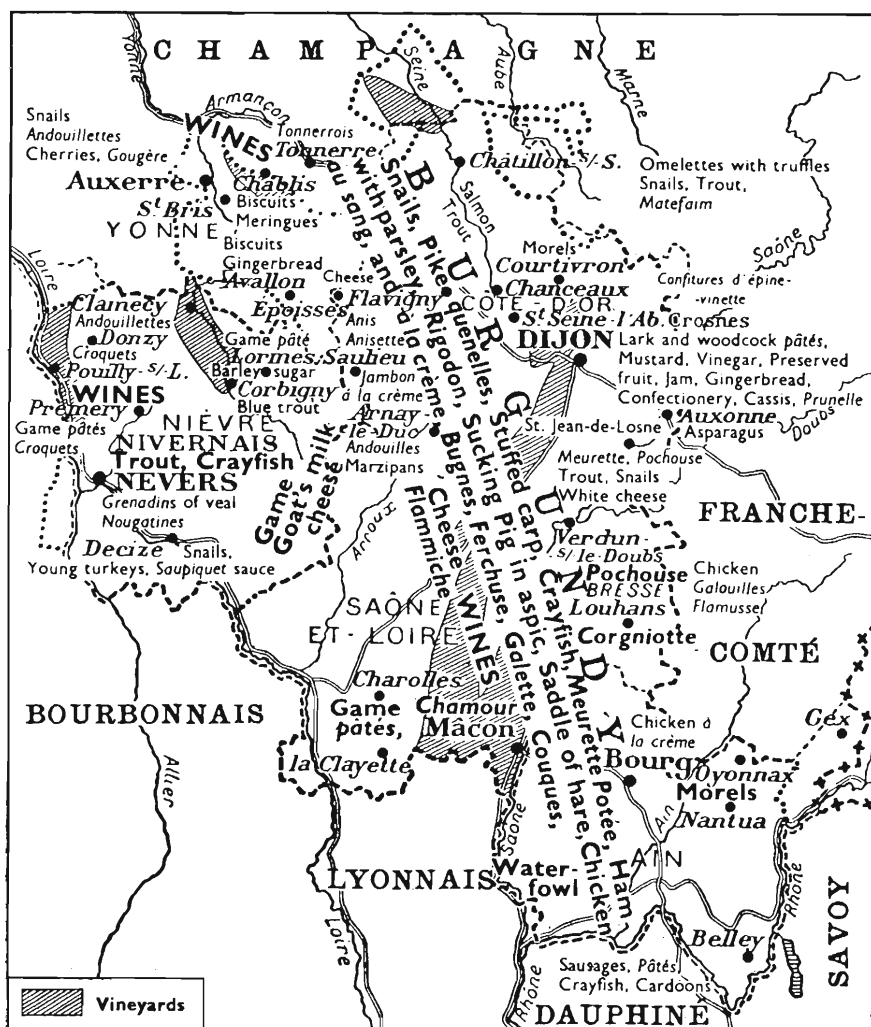 CHAMPAGNE
Yonne
Armançon
Seine
Aube
Marne
Snails
Andouillettes
Cherries, Gougère
WINES
Tonnerrois
Tonnerre
Auxerre
Chablis
St Bris
YONNE
Biscuits
Meringues
Biscuits
Gingerbread
Avallon
Châtillon-s/-S.
Omelettes with truffles
Snails, Trout,
Matefaim
Salmon
Trout
Morels
Courtivron
Chanceaux
CÔTE-D'OR
St Seine-l'Ab.
Crosnes
Confitures d'épine-
-vinette
Saône
Loire
Clamecy
Andouillettes
Donzy
Croquets
Pouilly-s/-L.
WINES
Prémery
Game pâtés
Croquets
NIÈVRE
NIVERNAIS
Trout, Crayfish
NEVERS
Grenadins of veal
Nougatines
Decize
Snails,
Young turkeys, Saupiquet sauce
Epoisses
Cheese
Flavigny
Anis
Anisette
Game pâté
Lormes
Barley sugar
Corbigny
Blue trout
Saulieu
Jambon
à la crème
Arnay-
-le-Duc
Andouilles
Marzipans
Game
Goat's milk
cheese
Arroux
DIJON
Lark and woodcock pâtés,
Mustard, Vinegar, Preserved
fruit, Jam, Gingerbread,
Confectionery, Cassis, Prunelle
Auxonne
Asparagus
Doubs
St. Jean-de-Losne
Meurette, Pochouse
Trout, Snails
White cheese
BURGUNDY
Snails, Pike quenelles, Stuffed carp, Crayfish, Meurette Potée, Ham
with parsley, Rigodon, Sucking Pig in aspic, Saddle of hare, Chicken
au sang, and à la crème, Bugnes, Ferchuse, Galette, Couques,
Flammiche, Cheese
WINES
FRANCHE-
COMTÉ
Verdun-
s/-le-Doubs
Pochouse
BRESSE
Louhans
Corgniotte
Chicken
Galouilles
Flamusse
SAÔNE
ET-LOIRE
Charolles
Game
pâtés,
Chamour
Mâcon
la Clayette
BOURBONNAIS
Allier
Loire
LYONNAIS
Saône
Water-
fowl
Chicken à
la crème
Bourg
Oyonnax
Morels
Nantua
Gex
Ain
AIN
Belley
Rhône
Rhône
SAVOY
Sausages, Pâtés,
Crayfish, Cardoons
DAUPHINÉ
Vineyards